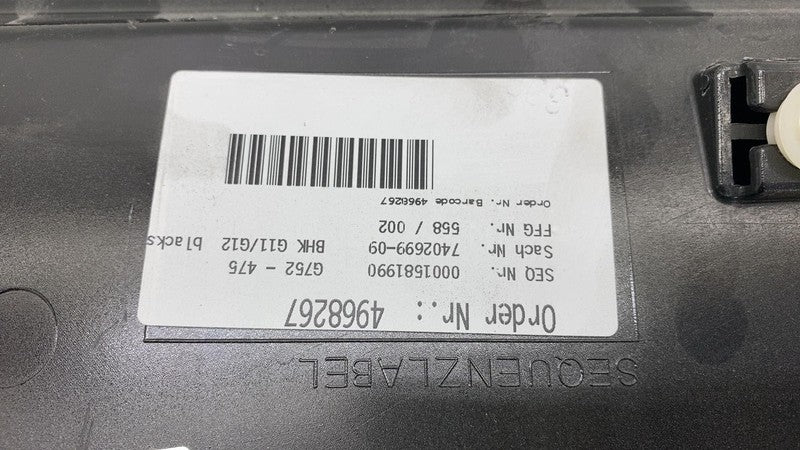 SEQUENZLABEL
Order Nr.: 4968267
SEQ Nr. 0001581990 G752 - 475
Sach Nr. 7402699-09 BHK G11/G12 blacks
FFG Nr. 558 / 002
Order Nr. Barcode 4968267